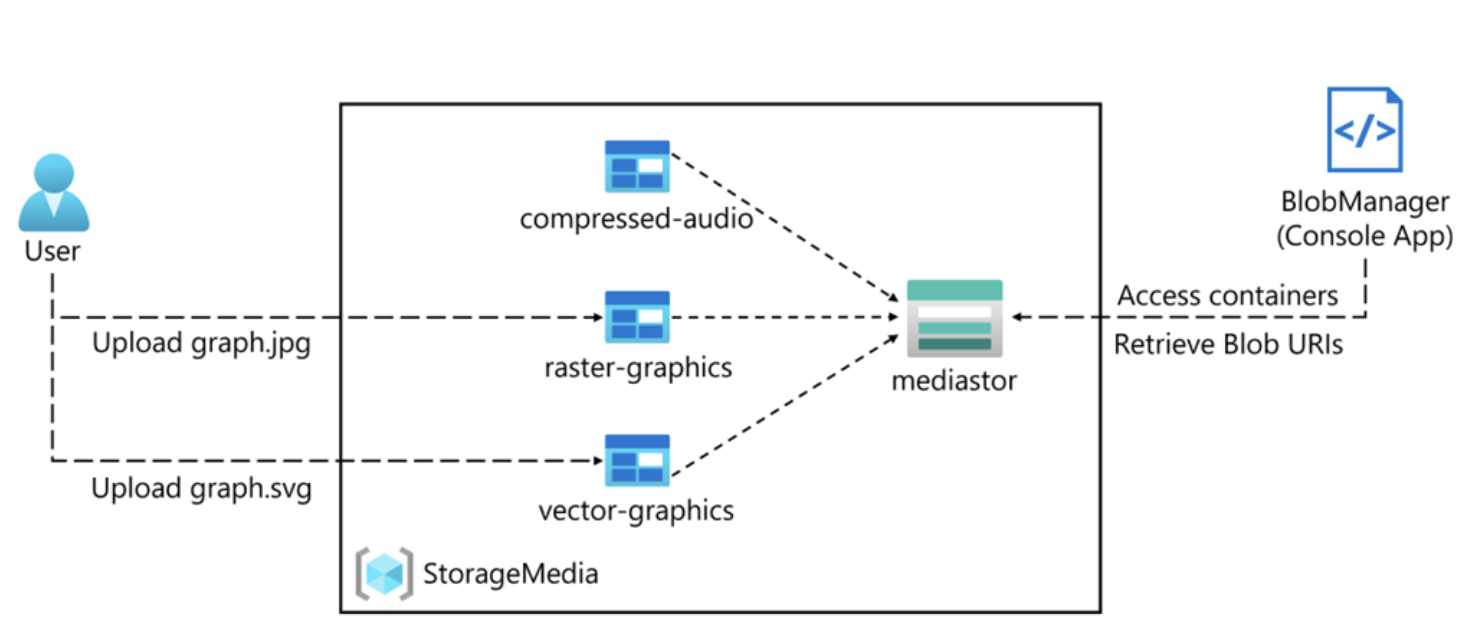 User
Upload graph.jpg
Upload graph.svg
compressed-audio
raster-graphics
vector-graphics
StorageMedia
mediastor
</>
BlobManager
(Console App)
Access containers
Retrieve Blob URIs